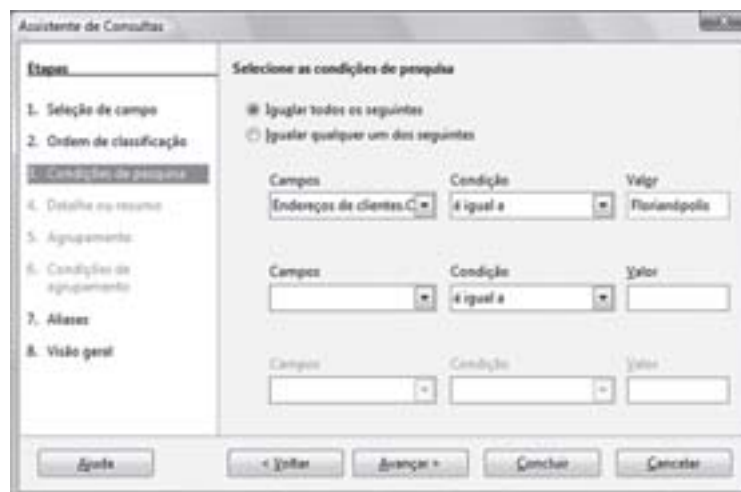 Assistente de Consultas
Etapas
1. Seleção de campo
2. Ordem de classificação
3. Condições de pesquisa
4. Detalhe ou resumo
5. Agrupamento
6. Condições de
agrupamento
7. Aliases
8. Visão geral
Selecione as condições de pesquisa
Igualar todos os seguintes
Igualar qualquer um dos seguintes
Campos Condição Valor
Endereços de clientes.C é igual a Florianópolis
Campos Condição Valor
é igual a
Campos Condição Valor
Ajuda < Voltar Avançar > Concluir Cancelar